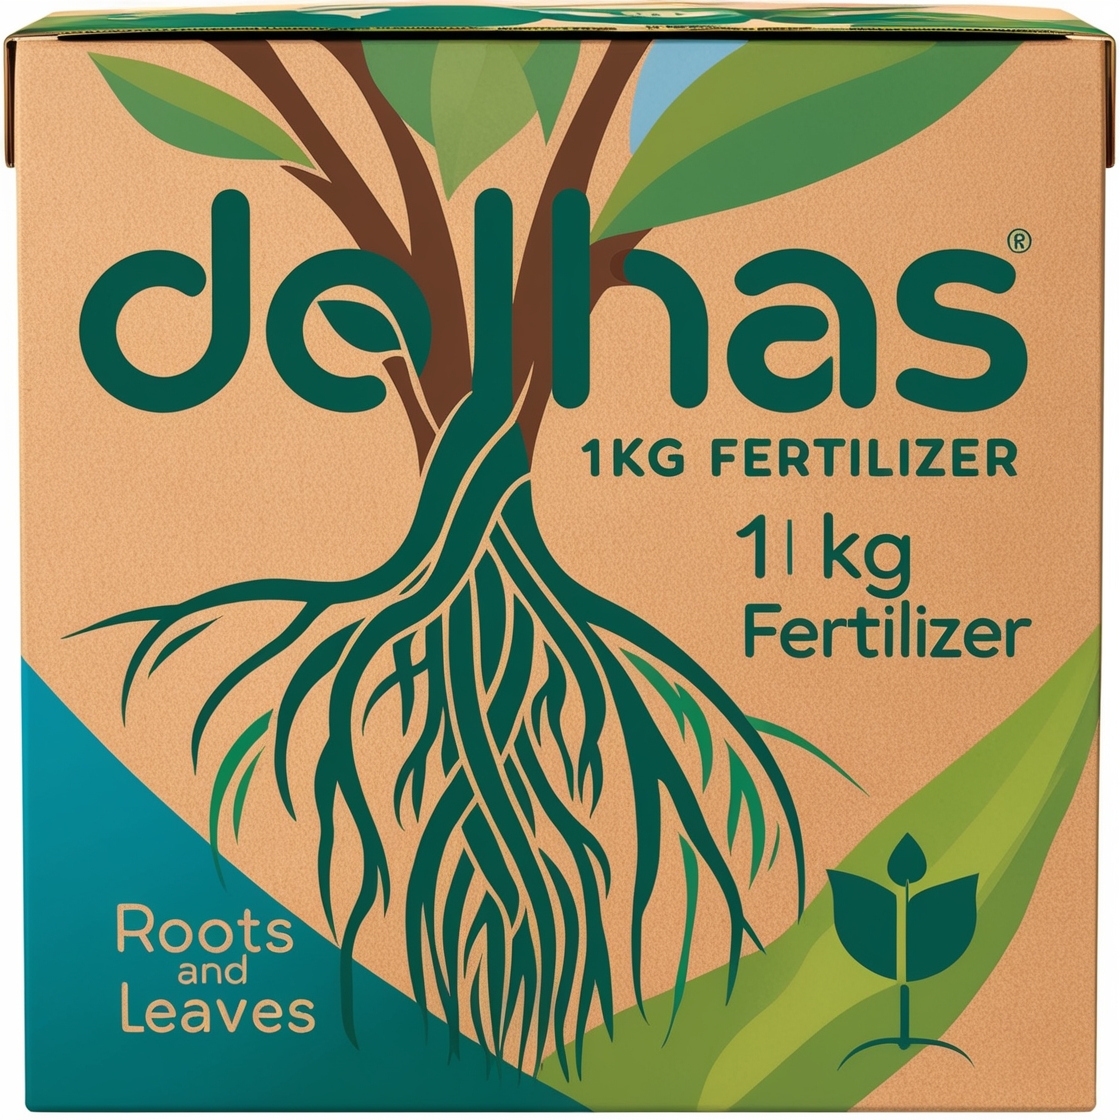 delhas®
1KG FERTILIZER
1| kg
Fertilizer
Roots
and
Leaves